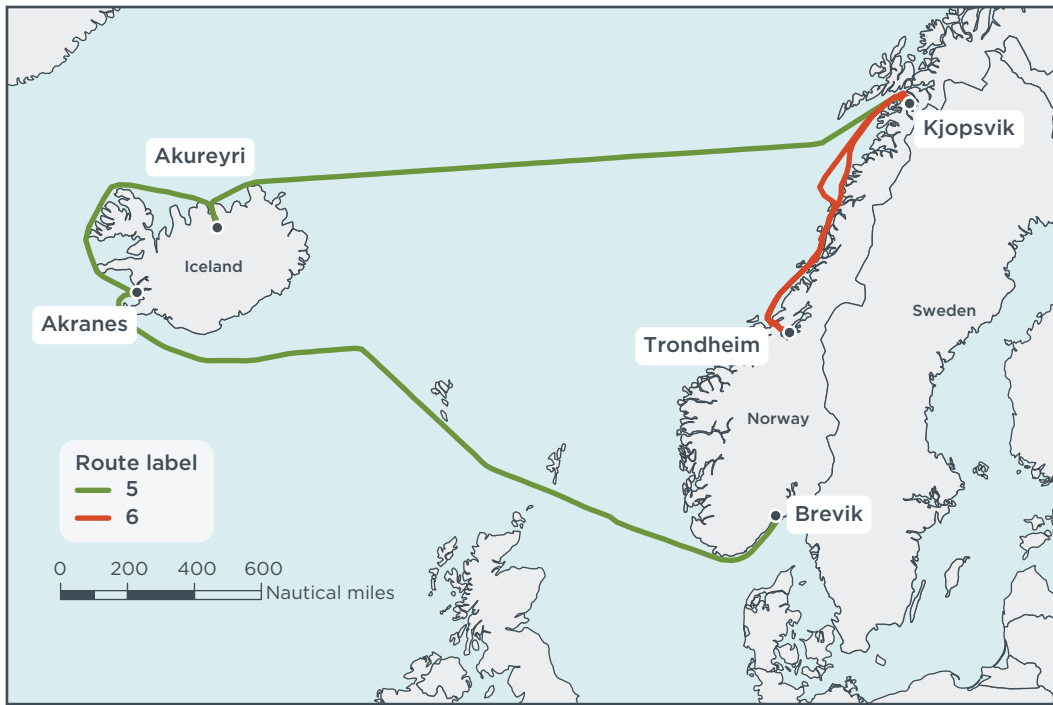 Kjopsvik
Akureyri
Iceland
Akranes
Sweden
Trondheim
Norway
Route label
5
6
Brevik
0 200 400 600
Nautical miles